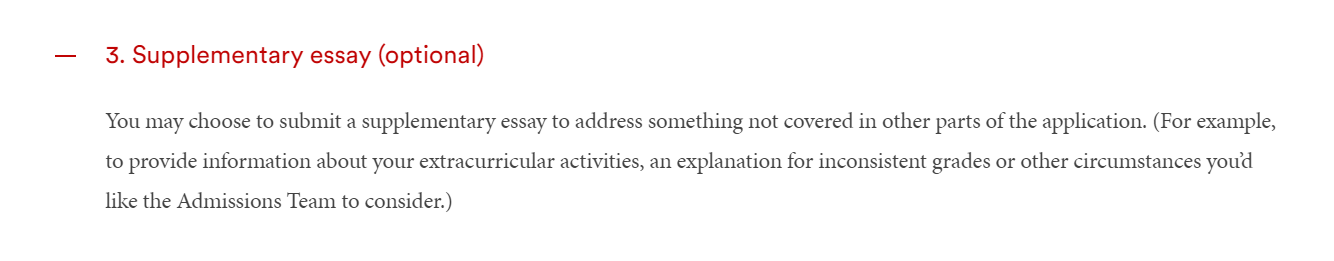 — 3. Supplementary essay (optional)
You may choose to submit a supplementary essay to address something not covered in other parts of the application. (For example,
to provide information about your extracurricular activities, an explanation for inconsistent grades or other circumstances you’d
like the Admissions Team to consider.)